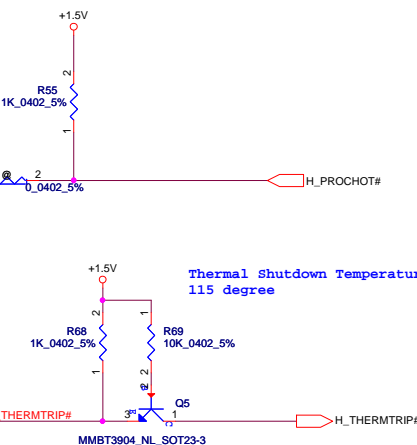 +1.5V
2
R55
1K_0402_5%
1
@
2
0_0402_5%
H_PROCHOT#
+1.5V
Thermal Shutdown Temperatur
115 degree
2
1
R68
1K_0402_5%
R69
10K_0402_5%
1
2
2
Q5
THERMTRIP#
3
1
C
H_THERMTRIP#
MMBT3904_NL_SOT23-3